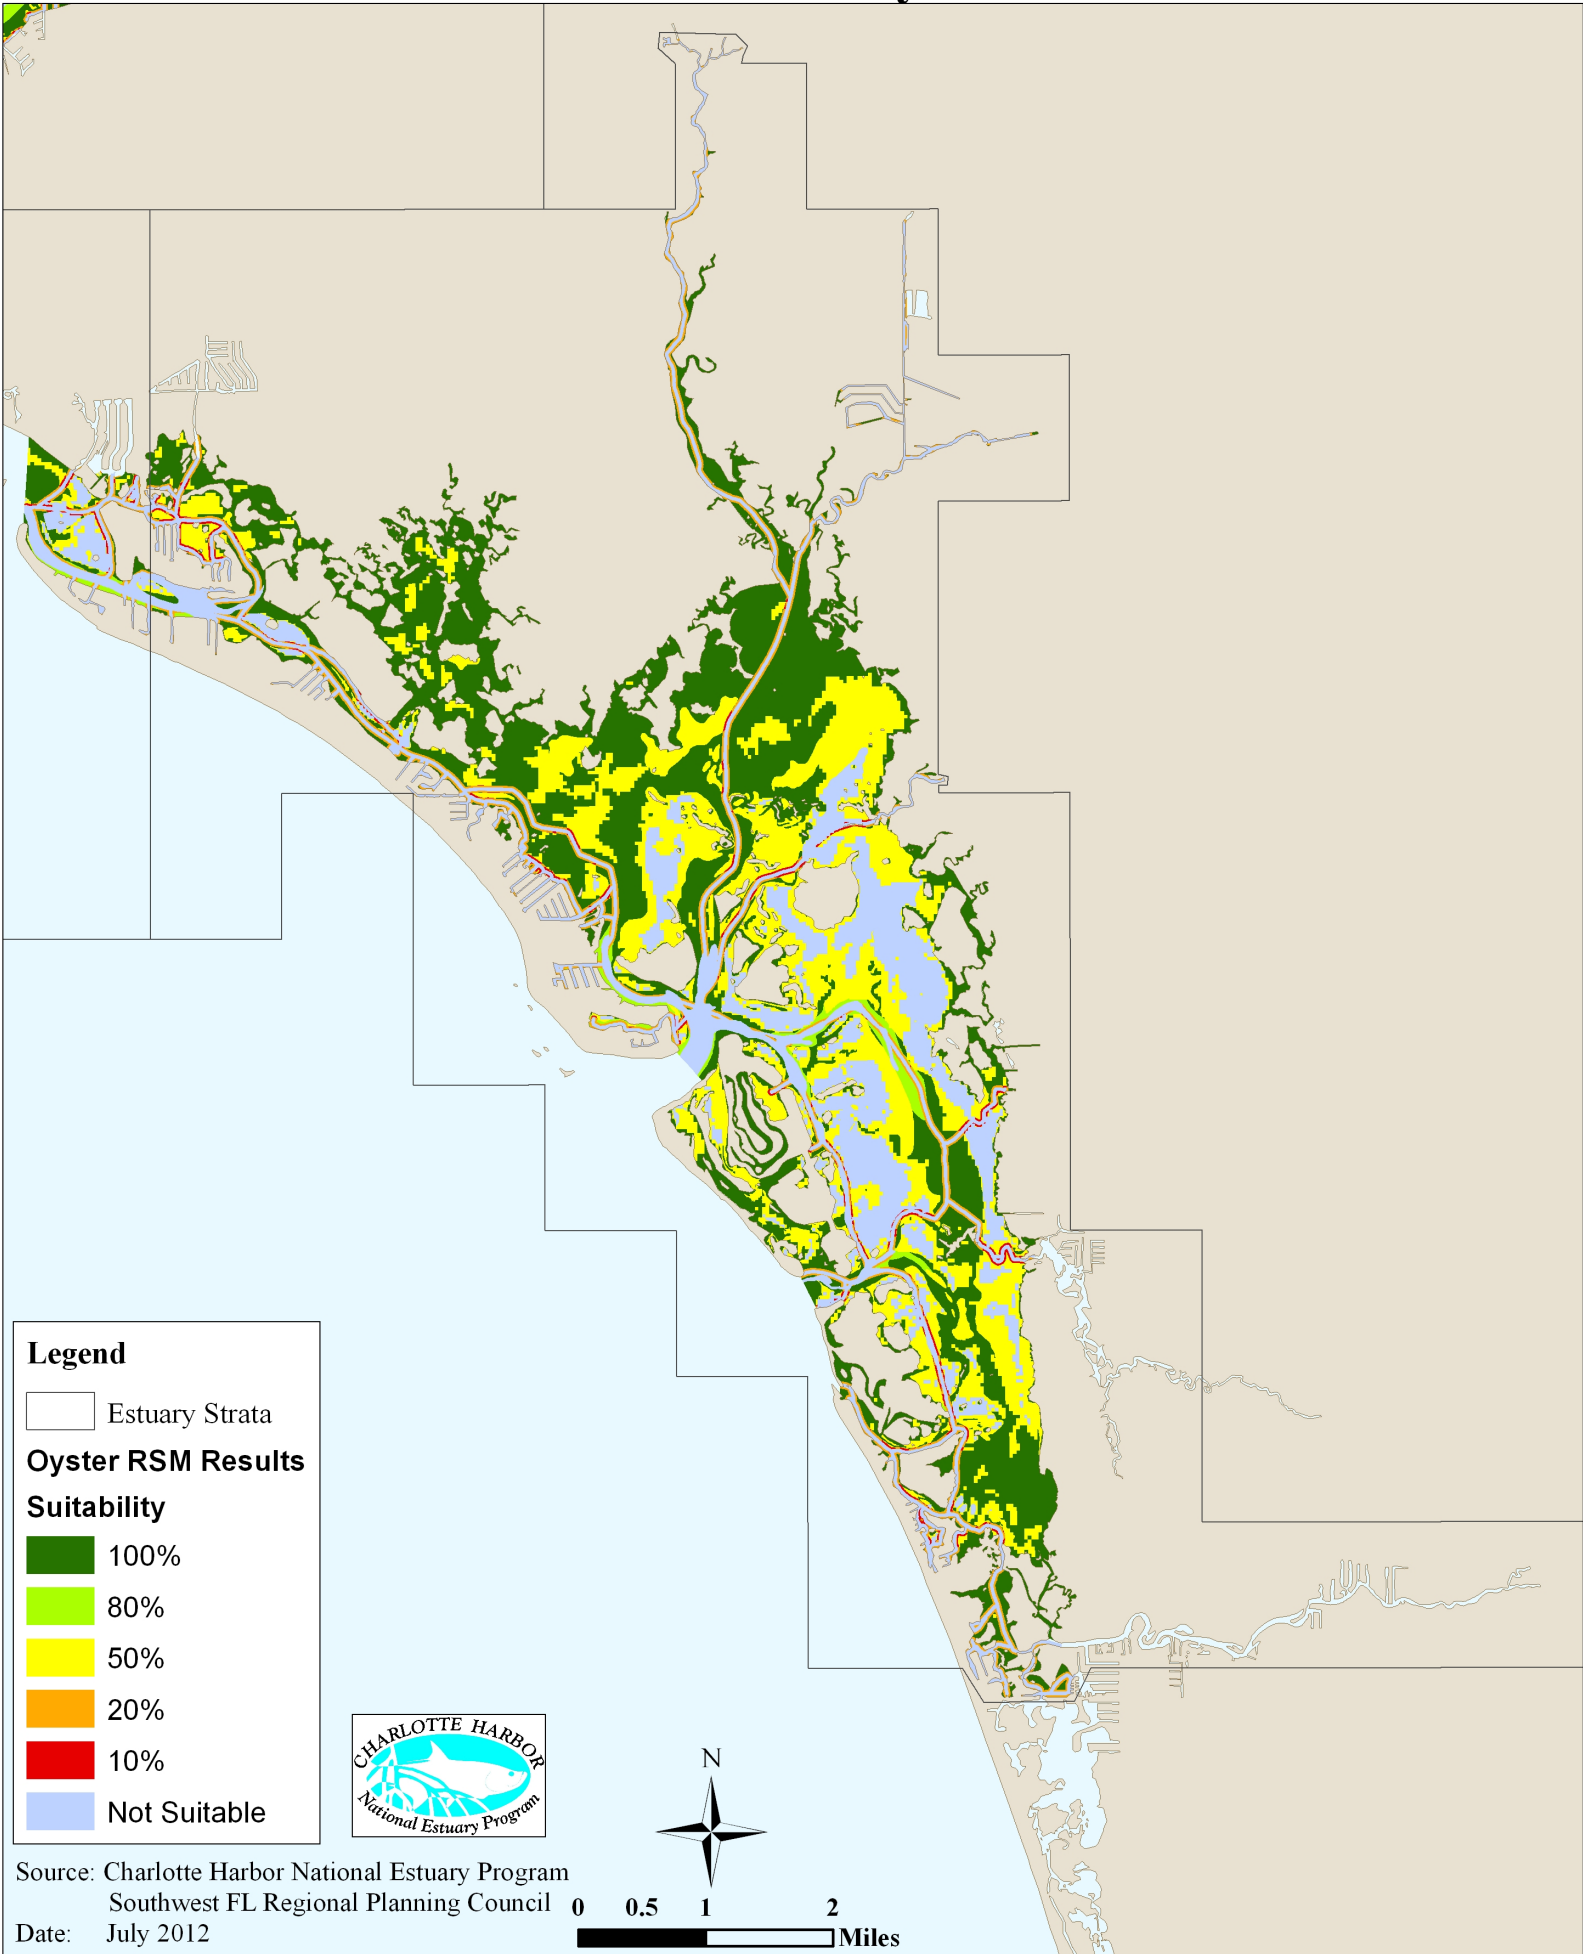 Legend
Estuary Strata
Oyster RSM Results
Suitability
100%
80%
50%
20%
10%
Not Suitable
CHARLOTTE HARBOR
National Estuary Program
N
Source: Charlotte Harbor National Estuary Program
Southwest FL Regional Planning Council
Date: July 2012
0 0.5 1 2
Miles